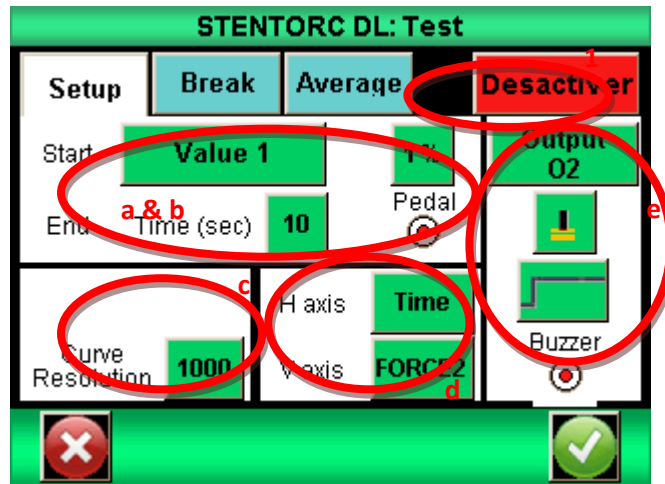 STENTORC DL: Test
1
Setup Break Average Desactiver
Start Value 1 1 % Output
O2
a & b Pedal e
End Time (sec) 10
c
H axis Time
Buzzer
Curve
Resolution 1000 V axis FORCE2
d